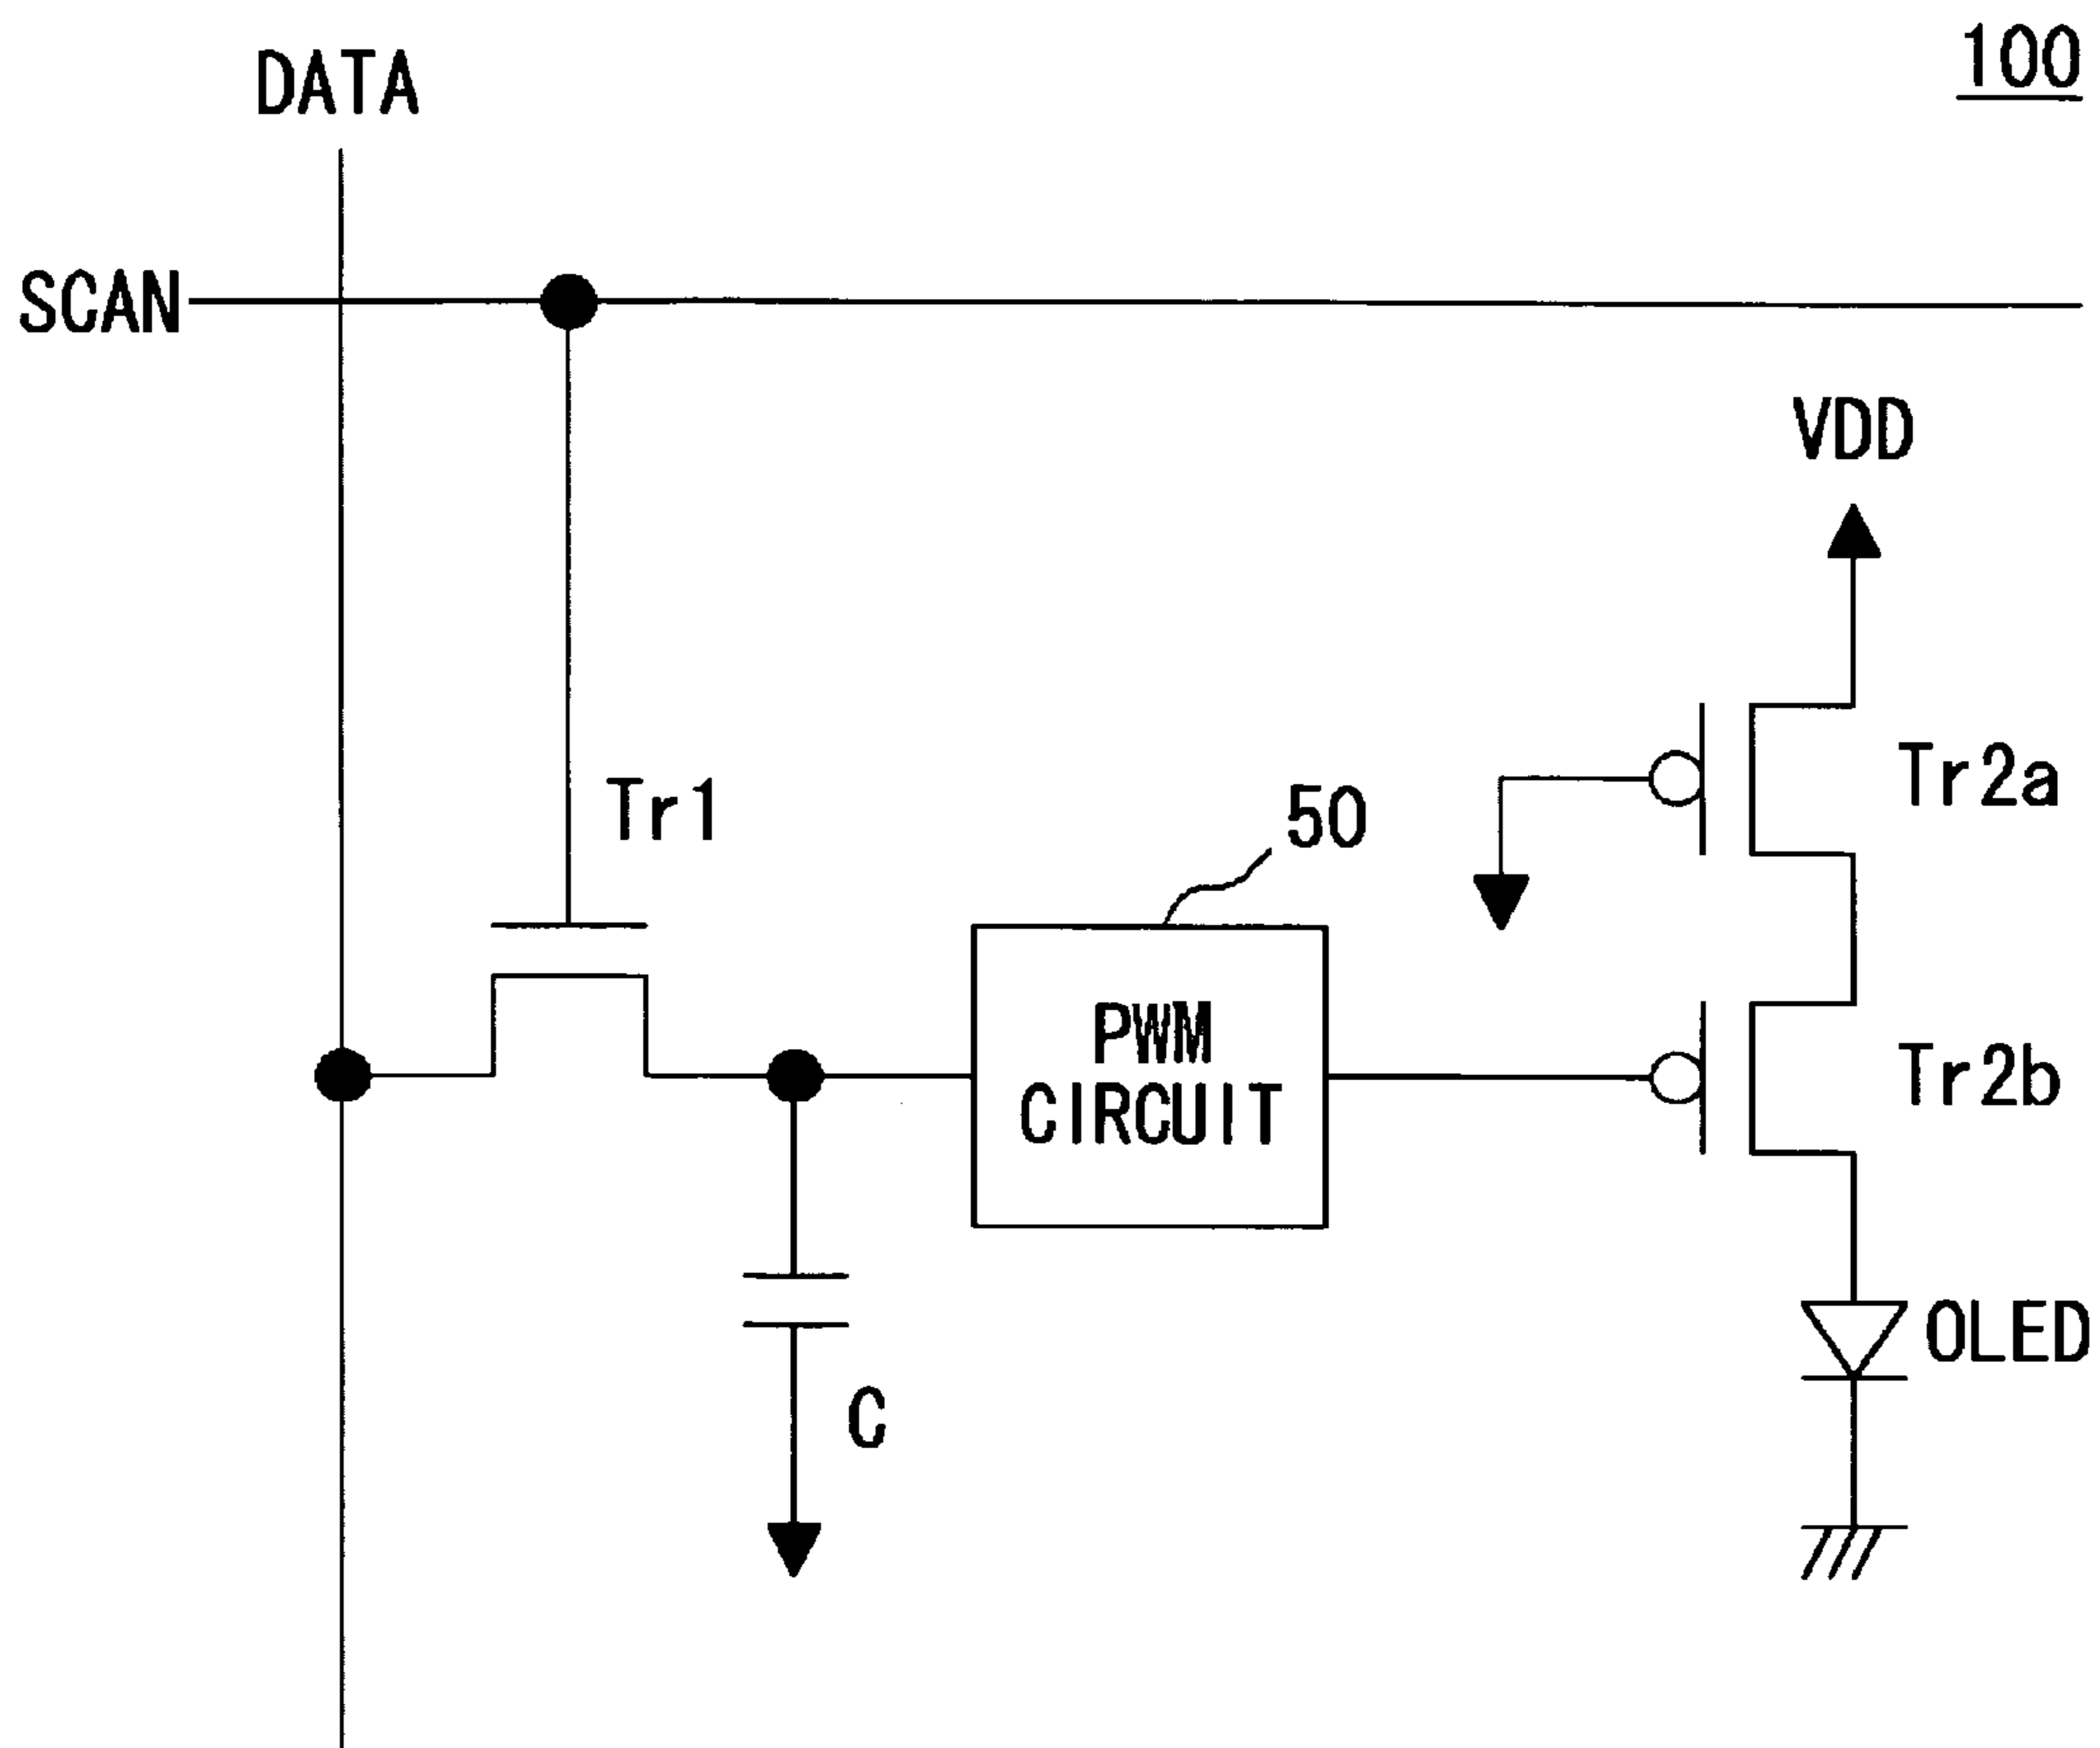 100
DATA
SCAN
VDD
Tr1
50
Tr2a
PWM
CIRCUIT
Tr2b
OLED
C